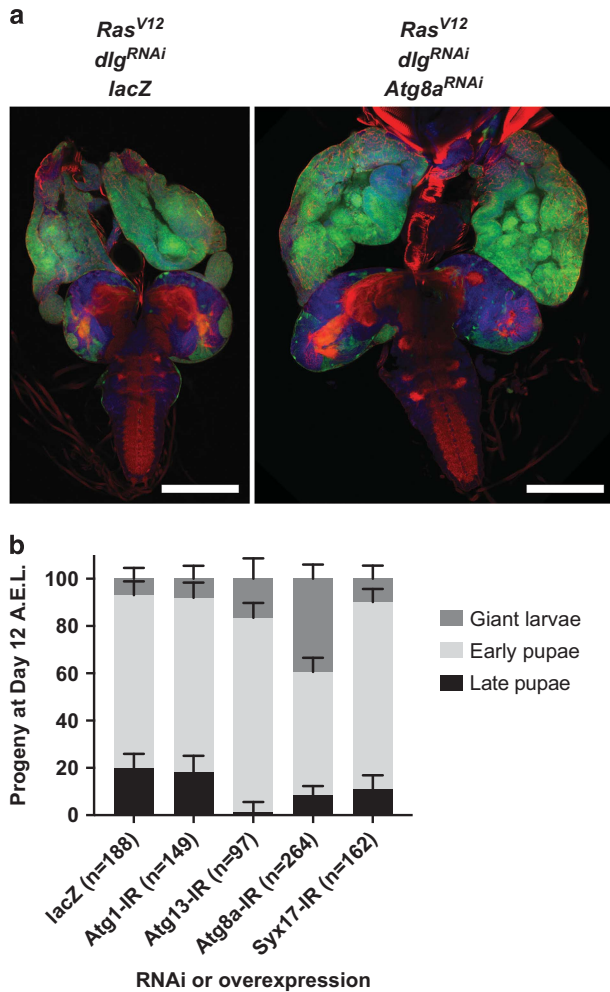 a
Ras^V12
dlg^RNAi
lacZ
Ras^V12
dlg^RNAi
Atg8a^RNAi
b
Progeny at Day 12 A.E.L.
100
80
60
40
20
0
Giant larvae
Early pupae
Late pupae
lacZ (n=188)
Atg1-IR (n=149)
Atg13-IR (n=97)
Atg8a-IR (n=264)
Syx17-IR (n=162)
RNAi or overexpression